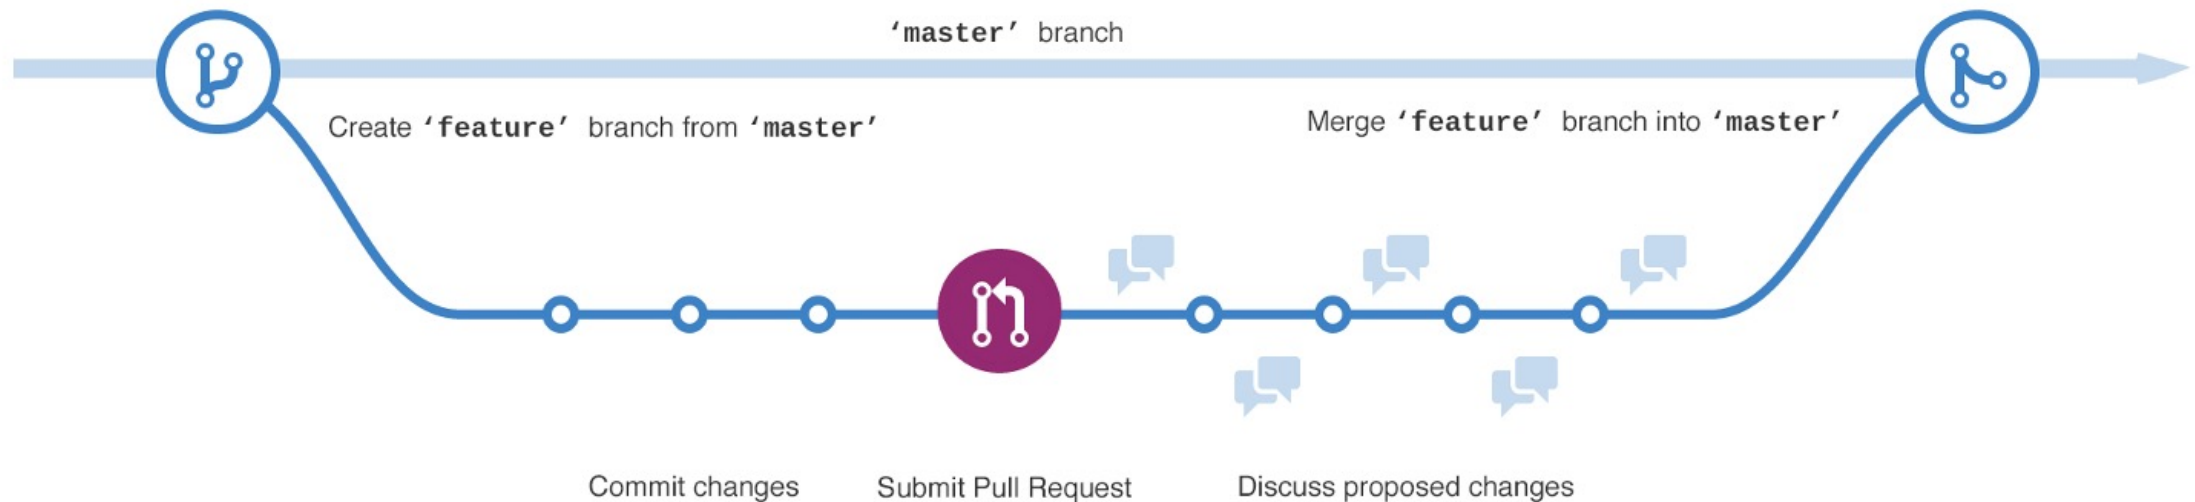 ‘master’ branch
Create ‘feature’ branch from ‘master’
Merge ‘feature’ branch into ‘master’
Commit changes
Submit Pull Request
Discuss proposed changes